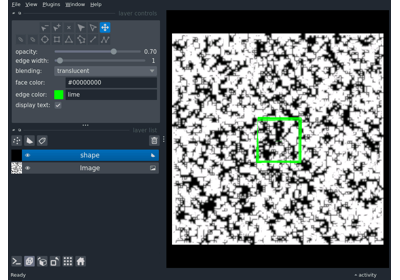 File View Plugins Window Help
layer controls
opacity: 0.70
edge width: 1
blending: translucent
face color: #00000000
edge color: lime
display text:
layer list
shape
Image
Ready
activity